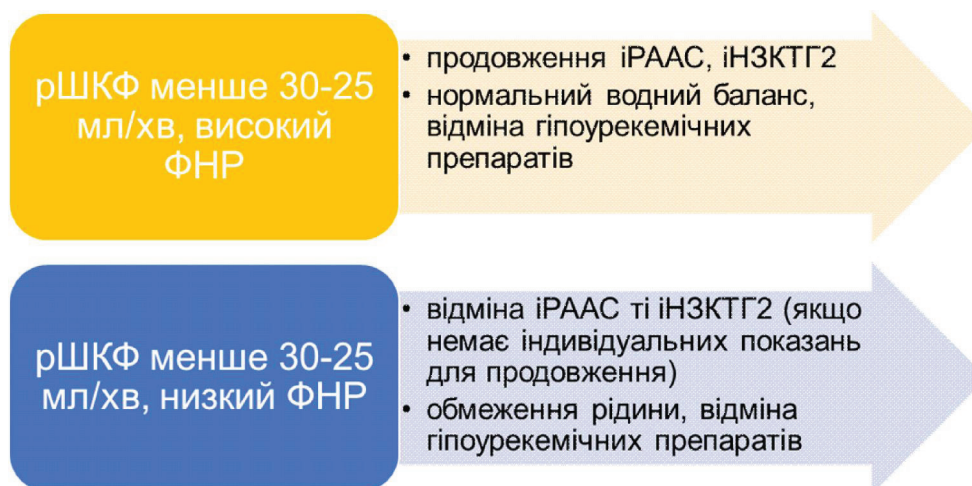 рШКФ менше 30-25
мл/хв, високий
ФНР
• продовження іРААС, іНЗКТГ2
• нормальний водний баланс,
відміна гіпоурекемічних
препаратів
рШКФ менше 30-25
мл/хв, низкий ФНР
• відміна іРААС ті іНЗКТГ2 (якщо
немає індивідуальних показань
для продовження)
• обмеження рідини, відміна
гіпоурекемічних препаратів